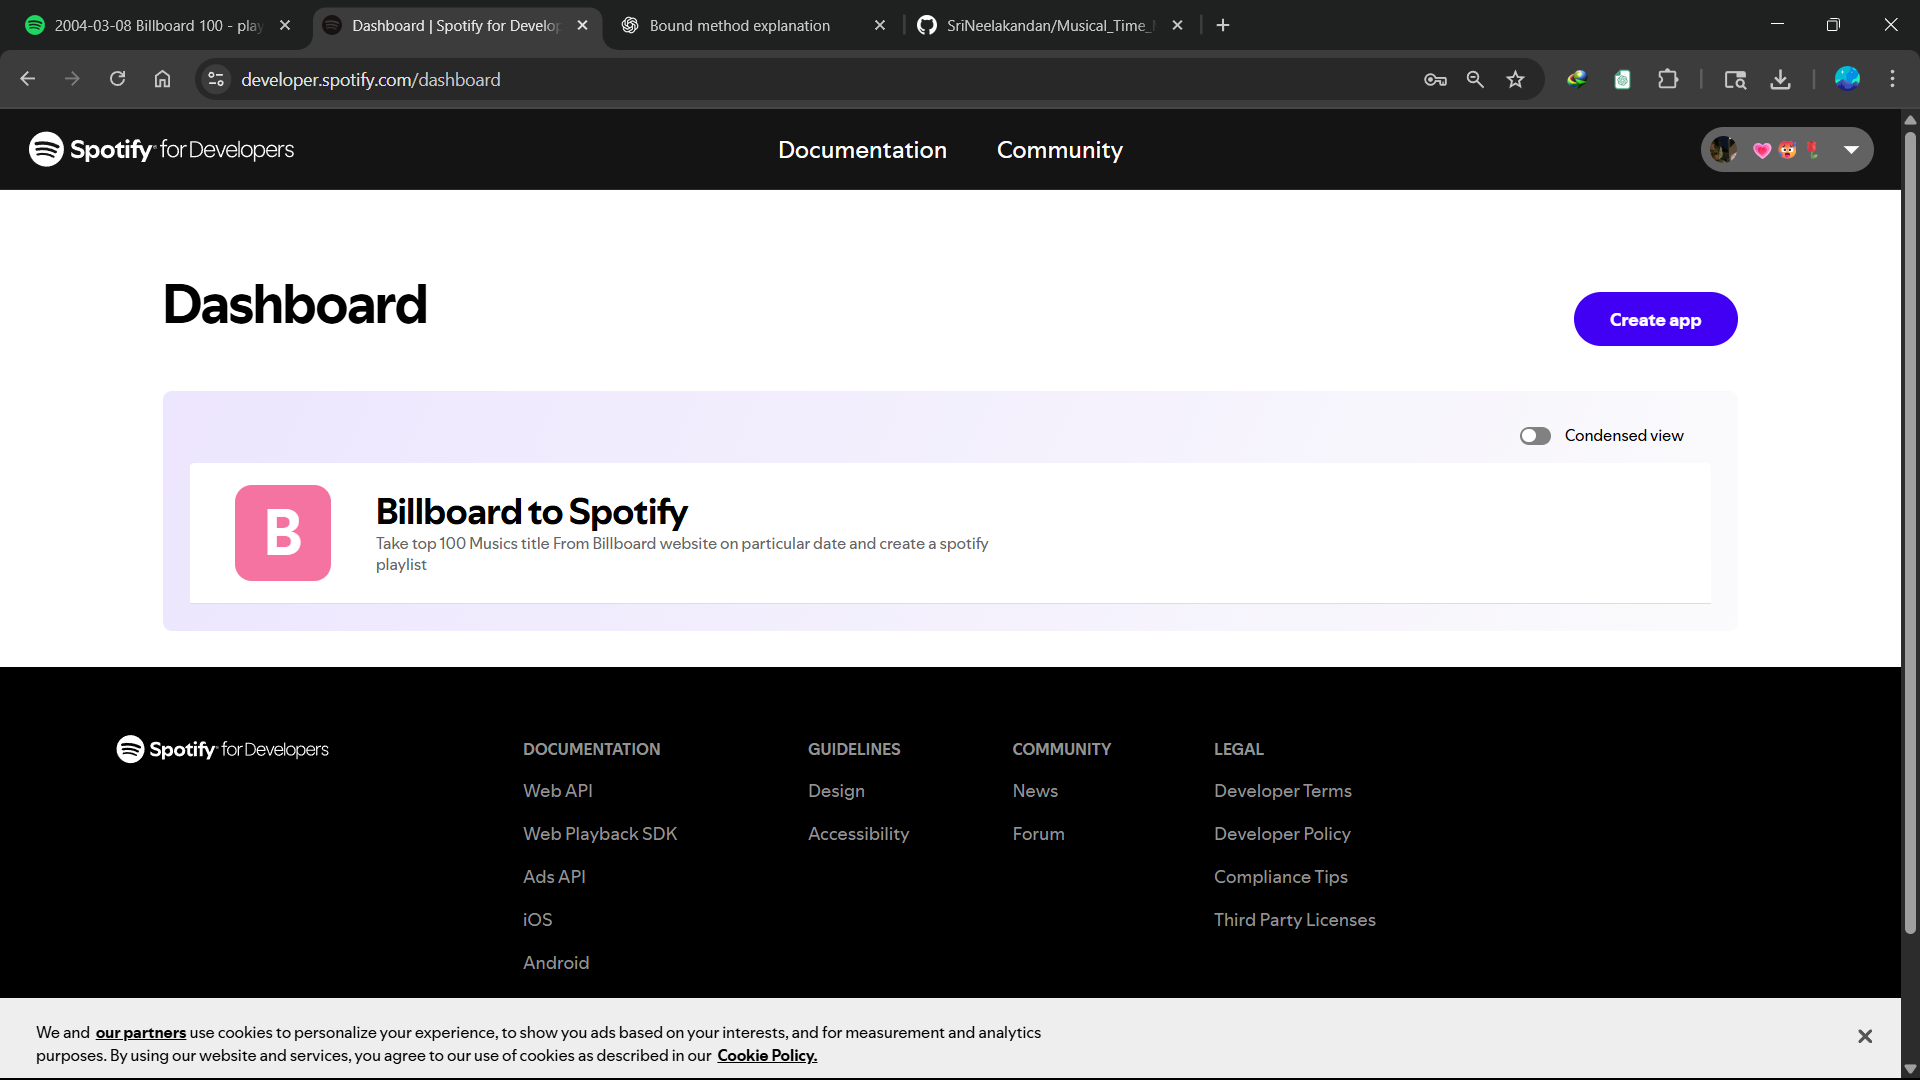 2004-03-08 Billboard 100 - play
Dashboard | Spotify for Develop
Bound method explanation
SriNeelakandan/Musical_Time_
developer.spotify.com/dashboard
Spotify for Developers
Documentation
Community
Dashboard
Create app
Condensed view
B
Billboard to Spotify
Take top 100 Musics title From Billboard website on particular date and create a spotify
playlist
Spotify for Developers
DOCUMENTATION
Web API
Web Playback SDK
Ads API
iOS
Android
GUIDELINES
Design
Accessibility
COMMUNITY
News
Forum
LEGAL
Developer Terms
Developer Policy
Compliance Tips
Third Party Licenses
We and our partners use cookies to personalize your experience, to show you ads based on your interests, and for measurement and analytics
purposes. By using our website and services, you agree to our use of cookies as described in our Cookie Policy.